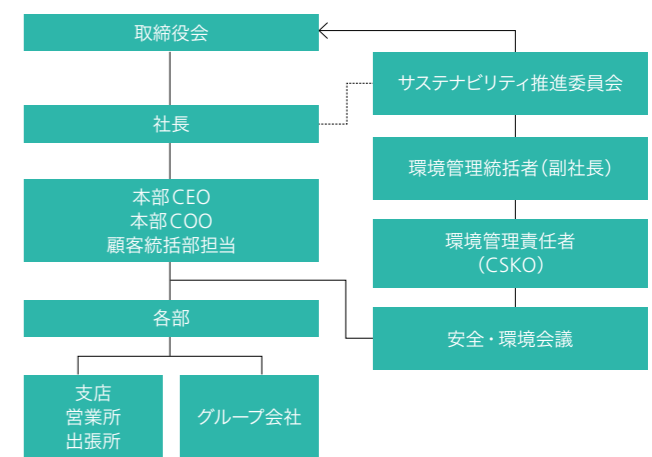 取締役会
サステナビリティ推進委員会
社長
環境管理統括者(副社長)
本部CEO
本部COO
顧客統括部担当
環境管理責任者
(CSKO)
各部
安全・環境会議
支店
営業所
出張所
グループ会社